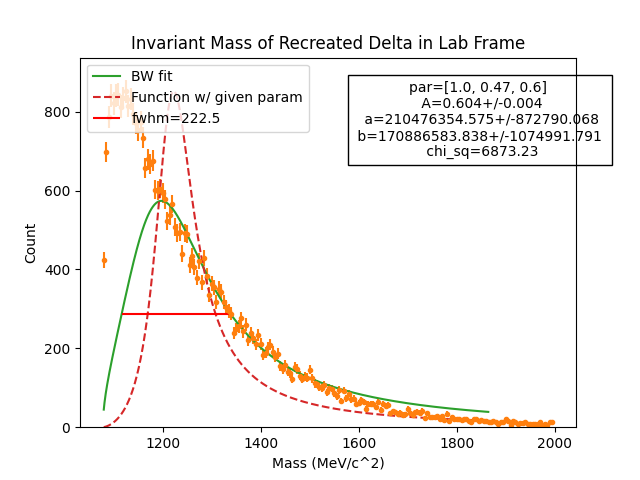 Invariant Mass of Recreated Delta in Lab Frame
BW fit
Function w/ given param
fwhm=222.5
par=[1.0, 0.47, 0.6]
A=0.604+/-0.004
a=210476354.575+/-872790.068
b=170886583.838+/-1074991.791
chi_sq=6873.23
Count
800
600
400
200
0
1200 1400 1600 1800 2000
Mass (MeV/c^2)